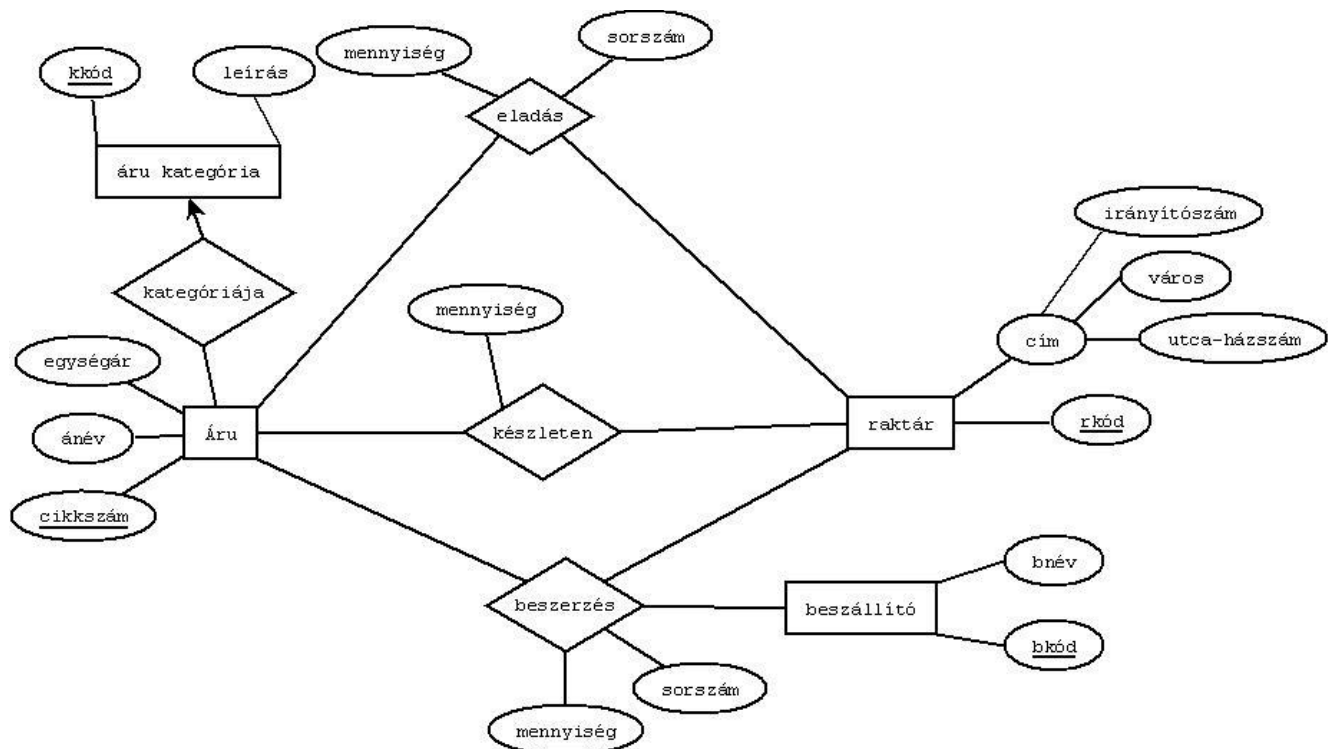 mennyiség
sorszám
kkód
leírás
eladás
áru kategória
irányítószám
kategóriája
város
mennyiség
cím
utca-házszám
egységár
Áru
ánév
készleten
raktár
rkód
cikkszám
bnév
beszerzés
beszállító
bkód
sorszám
mennyiség